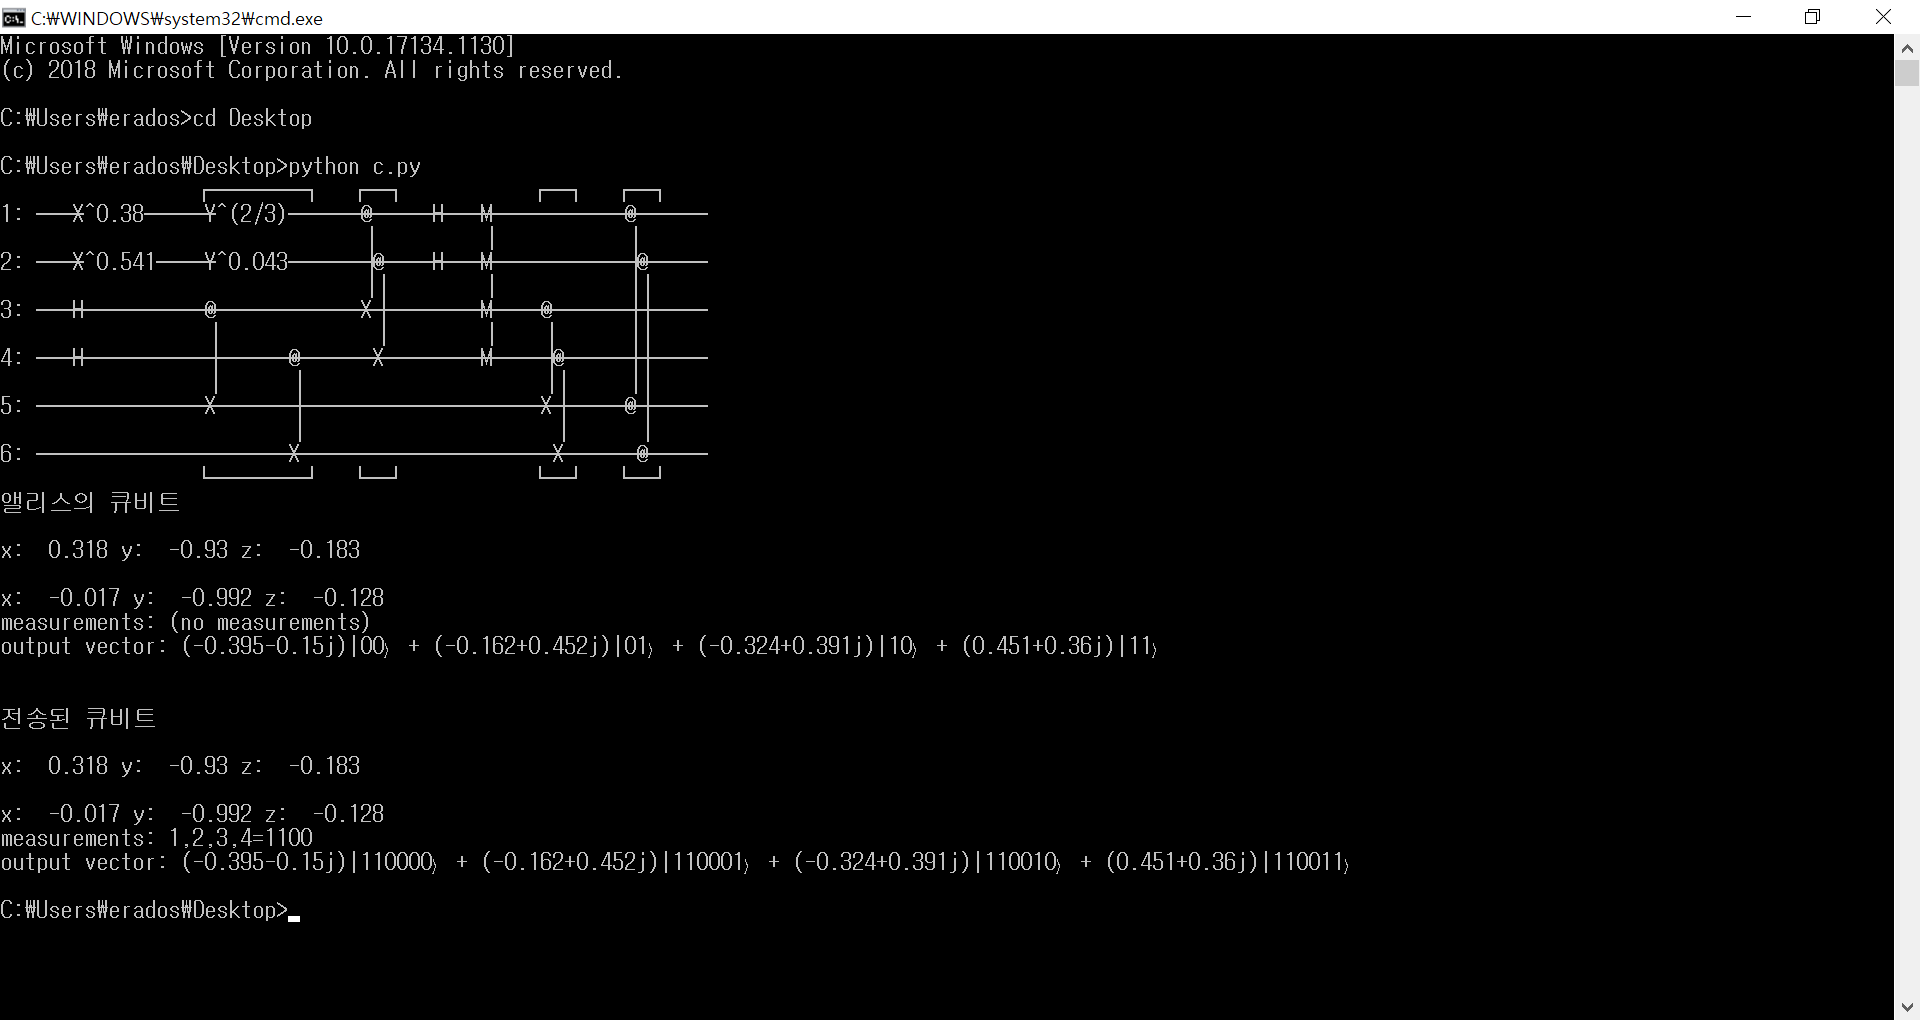 C:₩WINDOWS₩system32₩cmd.exe
Microsoft Windows [Version 10.0.17134.1130]
(c) 2018 Microsoft Corporation. All rights reserved.
C:₩Users₩erados>cd Desktop
C:₩Users₩erados₩Desktop>python c.py
1: ───X^0.38─────Y^(2/3)──────@─────H───M───────────@──────
2: ───X^0.541────Y^0.043───────@────H───M────────────@─────
3: ───H──────────@────────────X─────────M────@─────────────
4: ───H─────────────────@──────X────────M─────@────────────
5: ──────────────X───────────────────────────X──────@──────
6: ─────────────────────X─────────────────────X──────@─────
앨리스의 큐비트
x:  0.318 y:  -0.93 z:  -0.183
x:  -0.017 y:  -0.992 z:  -0.128
measurements: (no measurements)
output vector: (-0.395-0.15j)|00⟩ + (-0.162+0.452j)|01⟩ + (-0.324+0.391j)|10⟩ + (0.451+0.36j)|11⟩
전송된 큐비트
x:  0.318 y:  -0.93 z:  -0.183
x:  -0.017 y:  -0.992 z:  -0.128
measurements: 1,2,3,4=1100
output vector: (-0.395-0.15j)|110000⟩ + (-0.162+0.452j)|110001⟩ + (-0.324+0.391j)|110010⟩ + (0.451+0.36j)|110011⟩
C:₩Users₩erados₩Desktop>